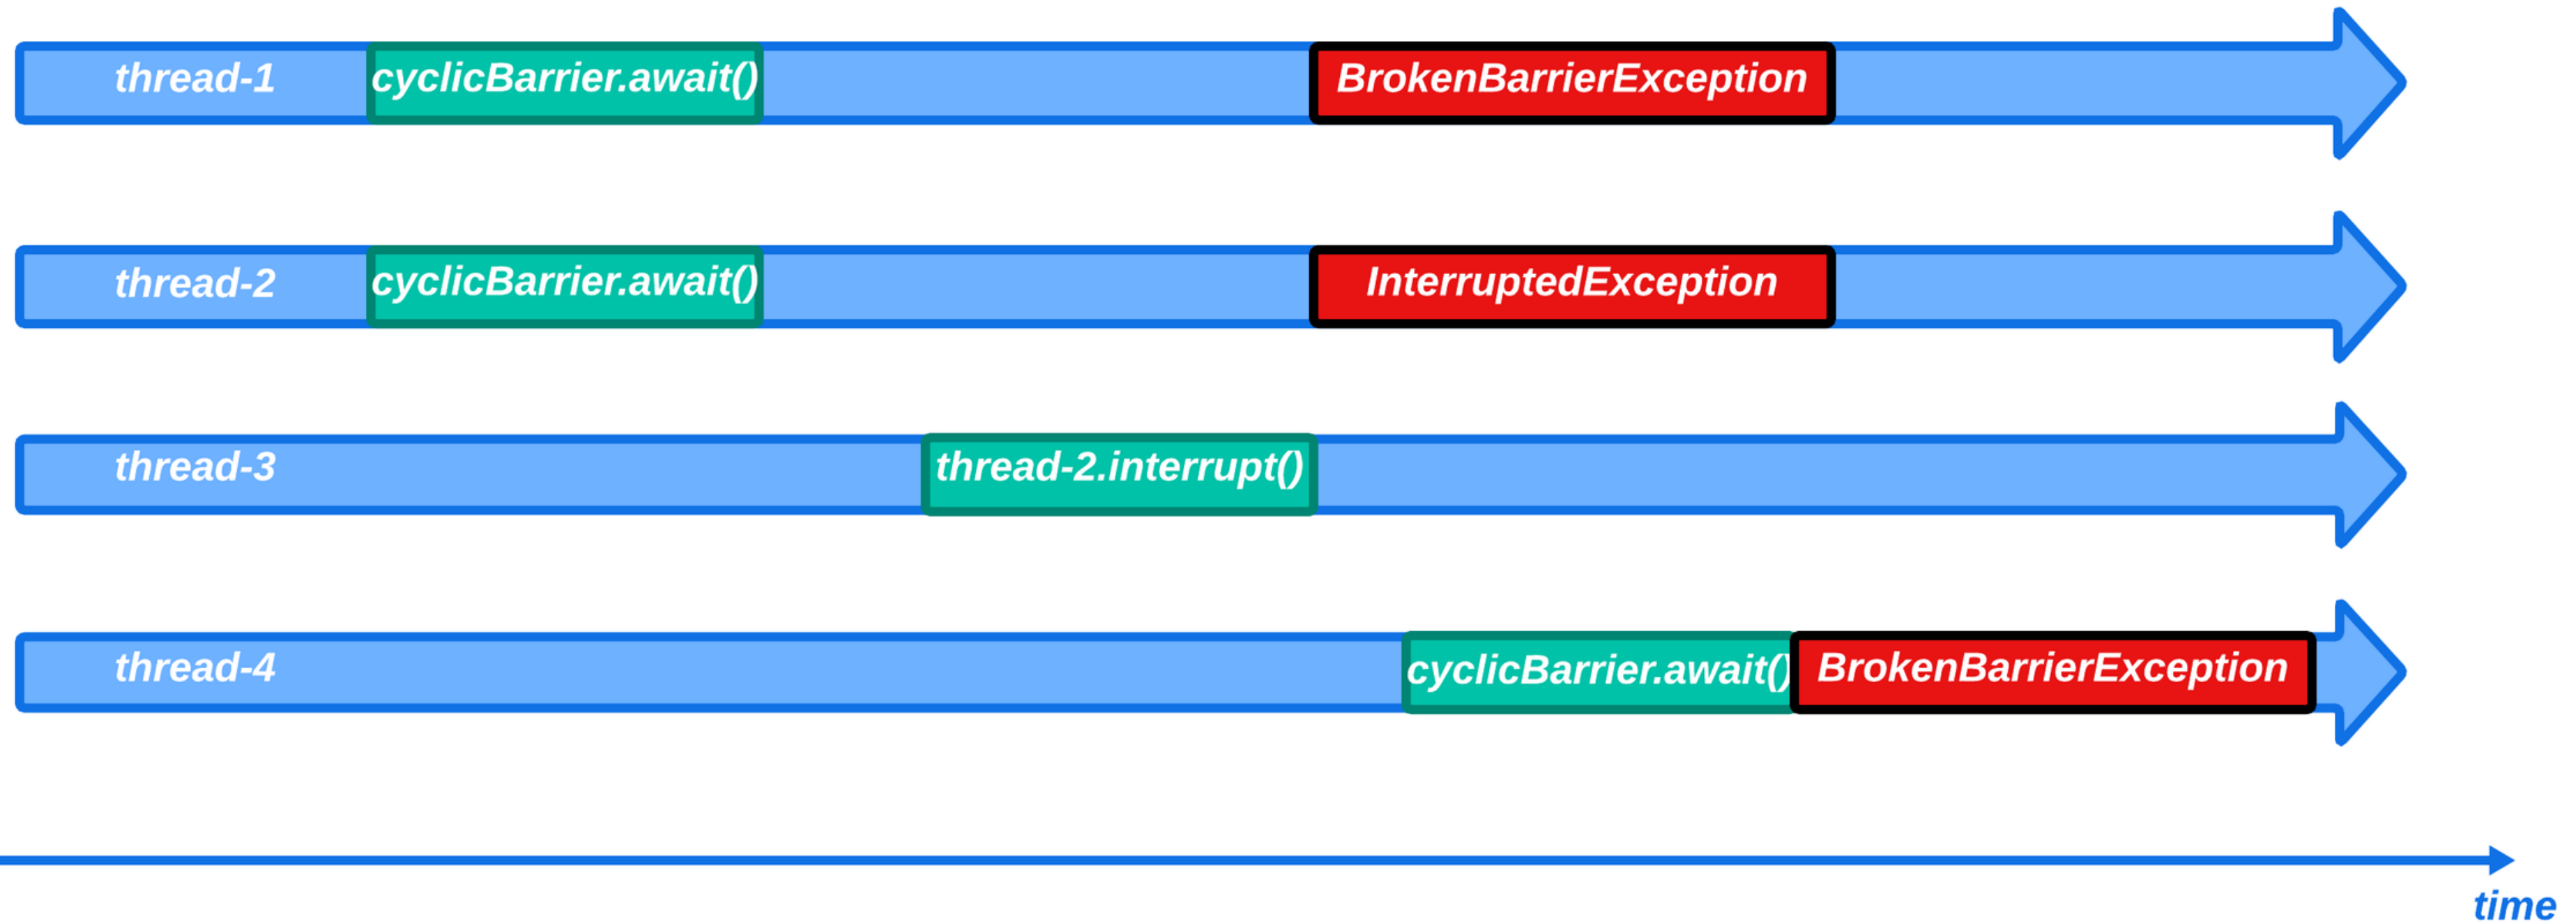 thread-1 cyclicBarrier.await() BrokenBarrierException
thread-2 cyclicBarrier.await() InterruptedException
thread-3 thread-2.interrupt()
thread-4 cyclicBarrier.await() BrokenBarrierException
time